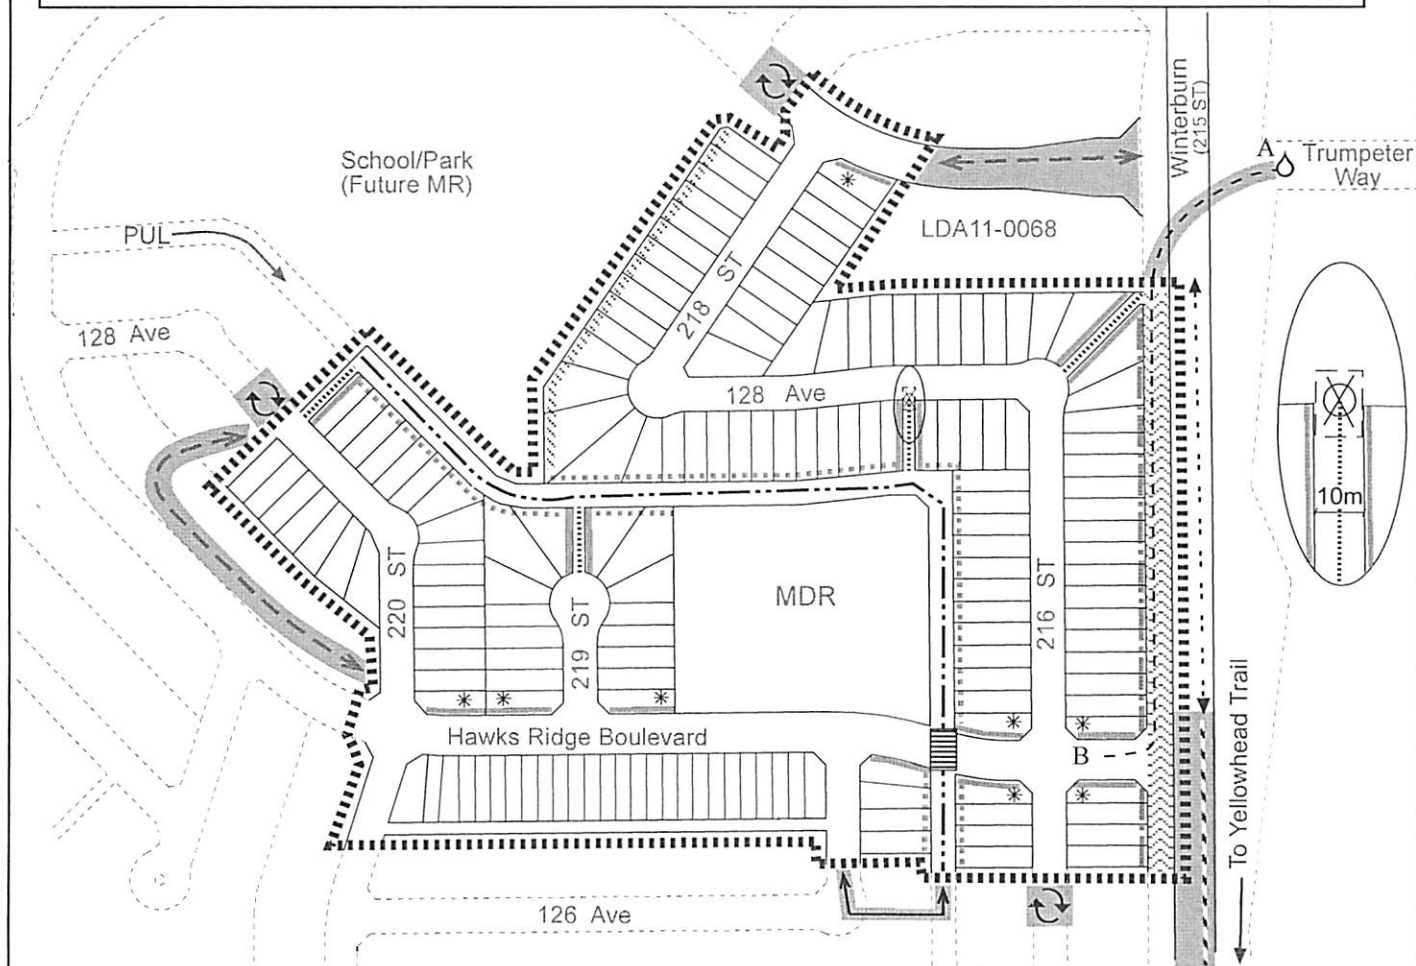 School/Park
(Future MR)
PUL
128 Ave
218 ST
LDA11-0068
Winterburn
(215 ST)
A
Trumpeter
Way
128 Ave
10m
220 ST
219 ST
MDR
216 ST
Hawks Ridge Boulevard
B
To Yellowhead Trail
126 Ave